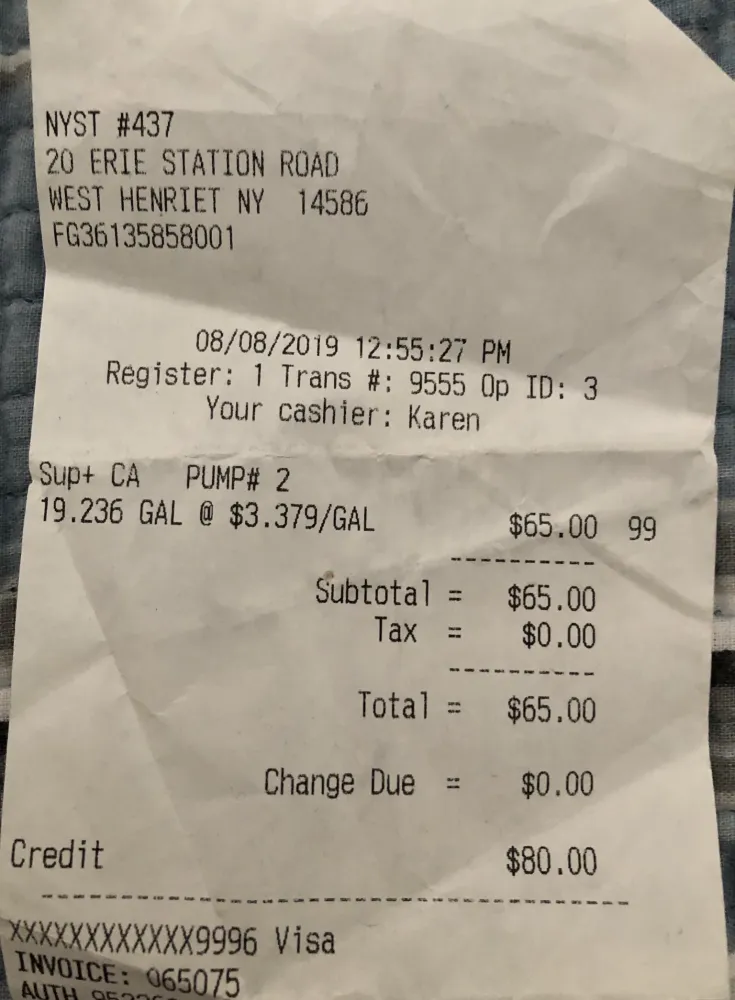 NYST #437
20 ERIE STATION ROAD
WEST HENRIET NY 14586
FG36135858001
08/08/2019 12:55:27 PM
Register: 1 Trans #: 9555 Op ID: 3
Your cashier: Karen
Sup+ CA PUMP# 2
19.236 GAL @ $3.379/GAL $65.00 99
----------
Subtotal = $65.00
Tax = $0.00
----------
Total = $65.00
Change Due = $0.00
Credit $80.00
----------------------------------------
XXXXXXXXXXXX9996 Visa
INVOICE: 065075
AUTH